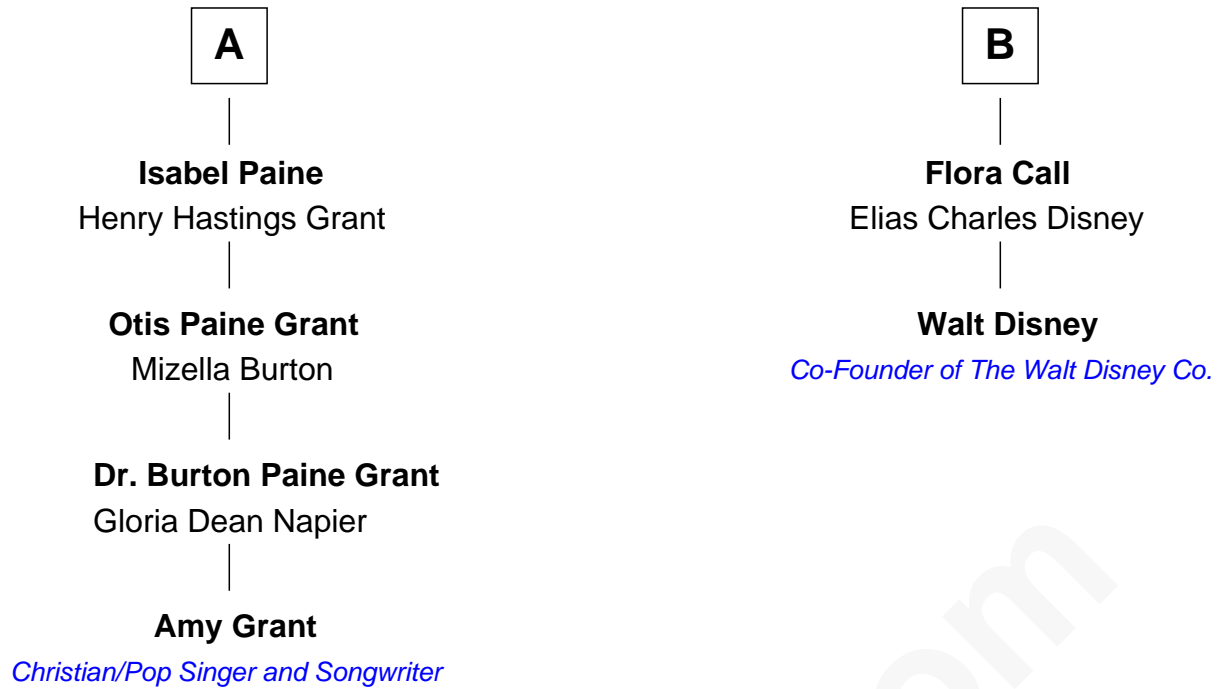 A
Isabel Paine
Henry Hastings Grant
Otis Paine Grant
Mizella Burton
Dr. Burton Paine Grant
Gloria Dean Napier
Amy Grant
Christian/Pop Singer and Songwriter
B
Flora Call
Elias Charles Disney
Walt Disney
Co-Founder of The Walt Disney Co.
om